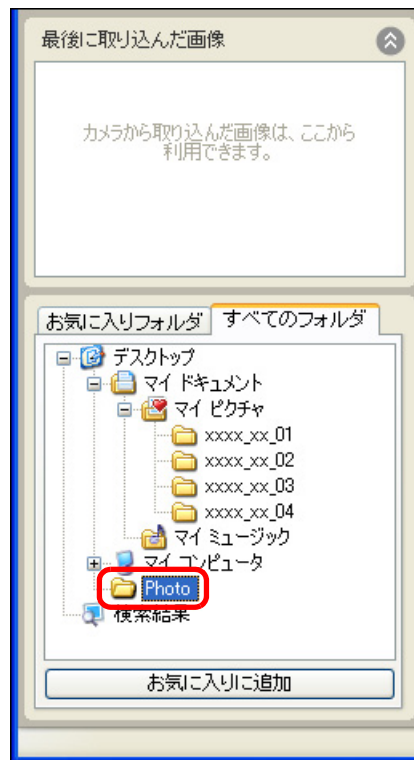 最後に取り込んだ画像
カメラから取り込んだ画像は、ここから
利用できます。
お気に入りフォルダ すべてのフォルダ
デスクトップ
マイ ドキュメント
マイ ピクチャ
xxxx_xx_01
xxxx_xx_02
xxxx_xx_03
xxxx_xx_04
マイ ミュージック
マイ コンピュータ
Photo
検索結果
お気に入りに追加